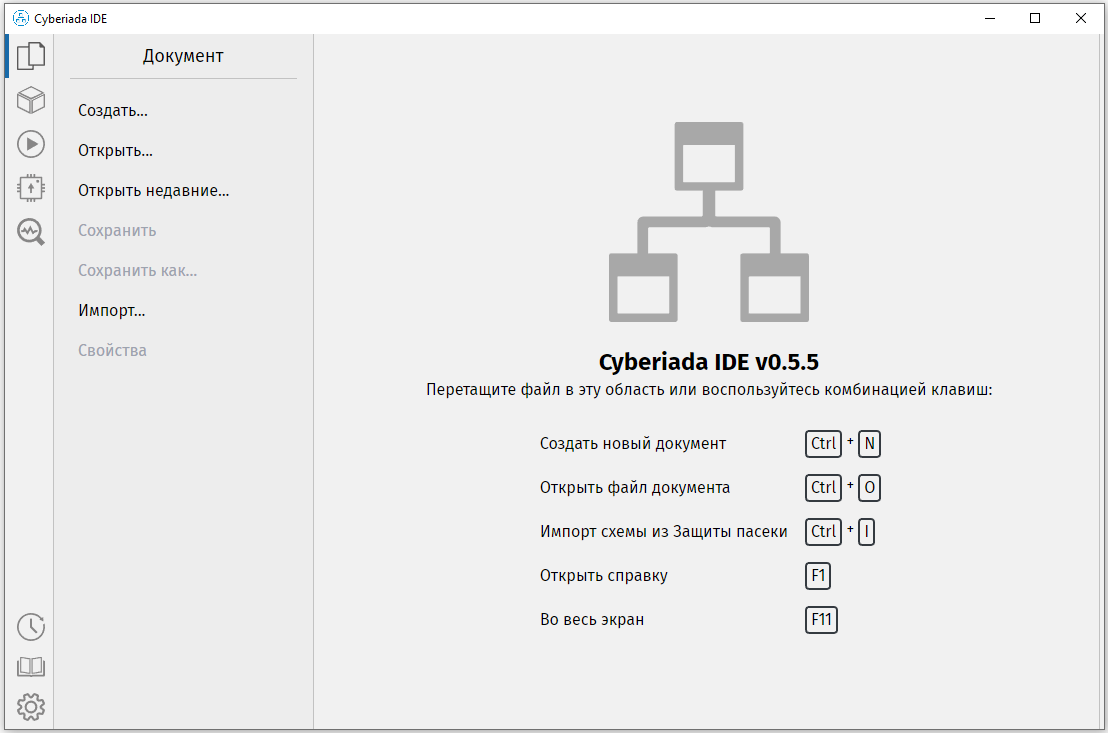 Cyberiada IDE
Документ
Создать...
Открыть...
Открыть недавние...
Сохранить
Сохранить как...
Импорт...
Свойства
Cyberiada IDE v0.5.5
Перетащите файл в эту область или воспользуйтесь комбинацией клавиш:
Создать новый документ Ctrl + N
Открыть файл документа Ctrl + O
Импорт схемы из Защиты пасеки Ctrl + I
Открыть справку F1
Во весь экран F11